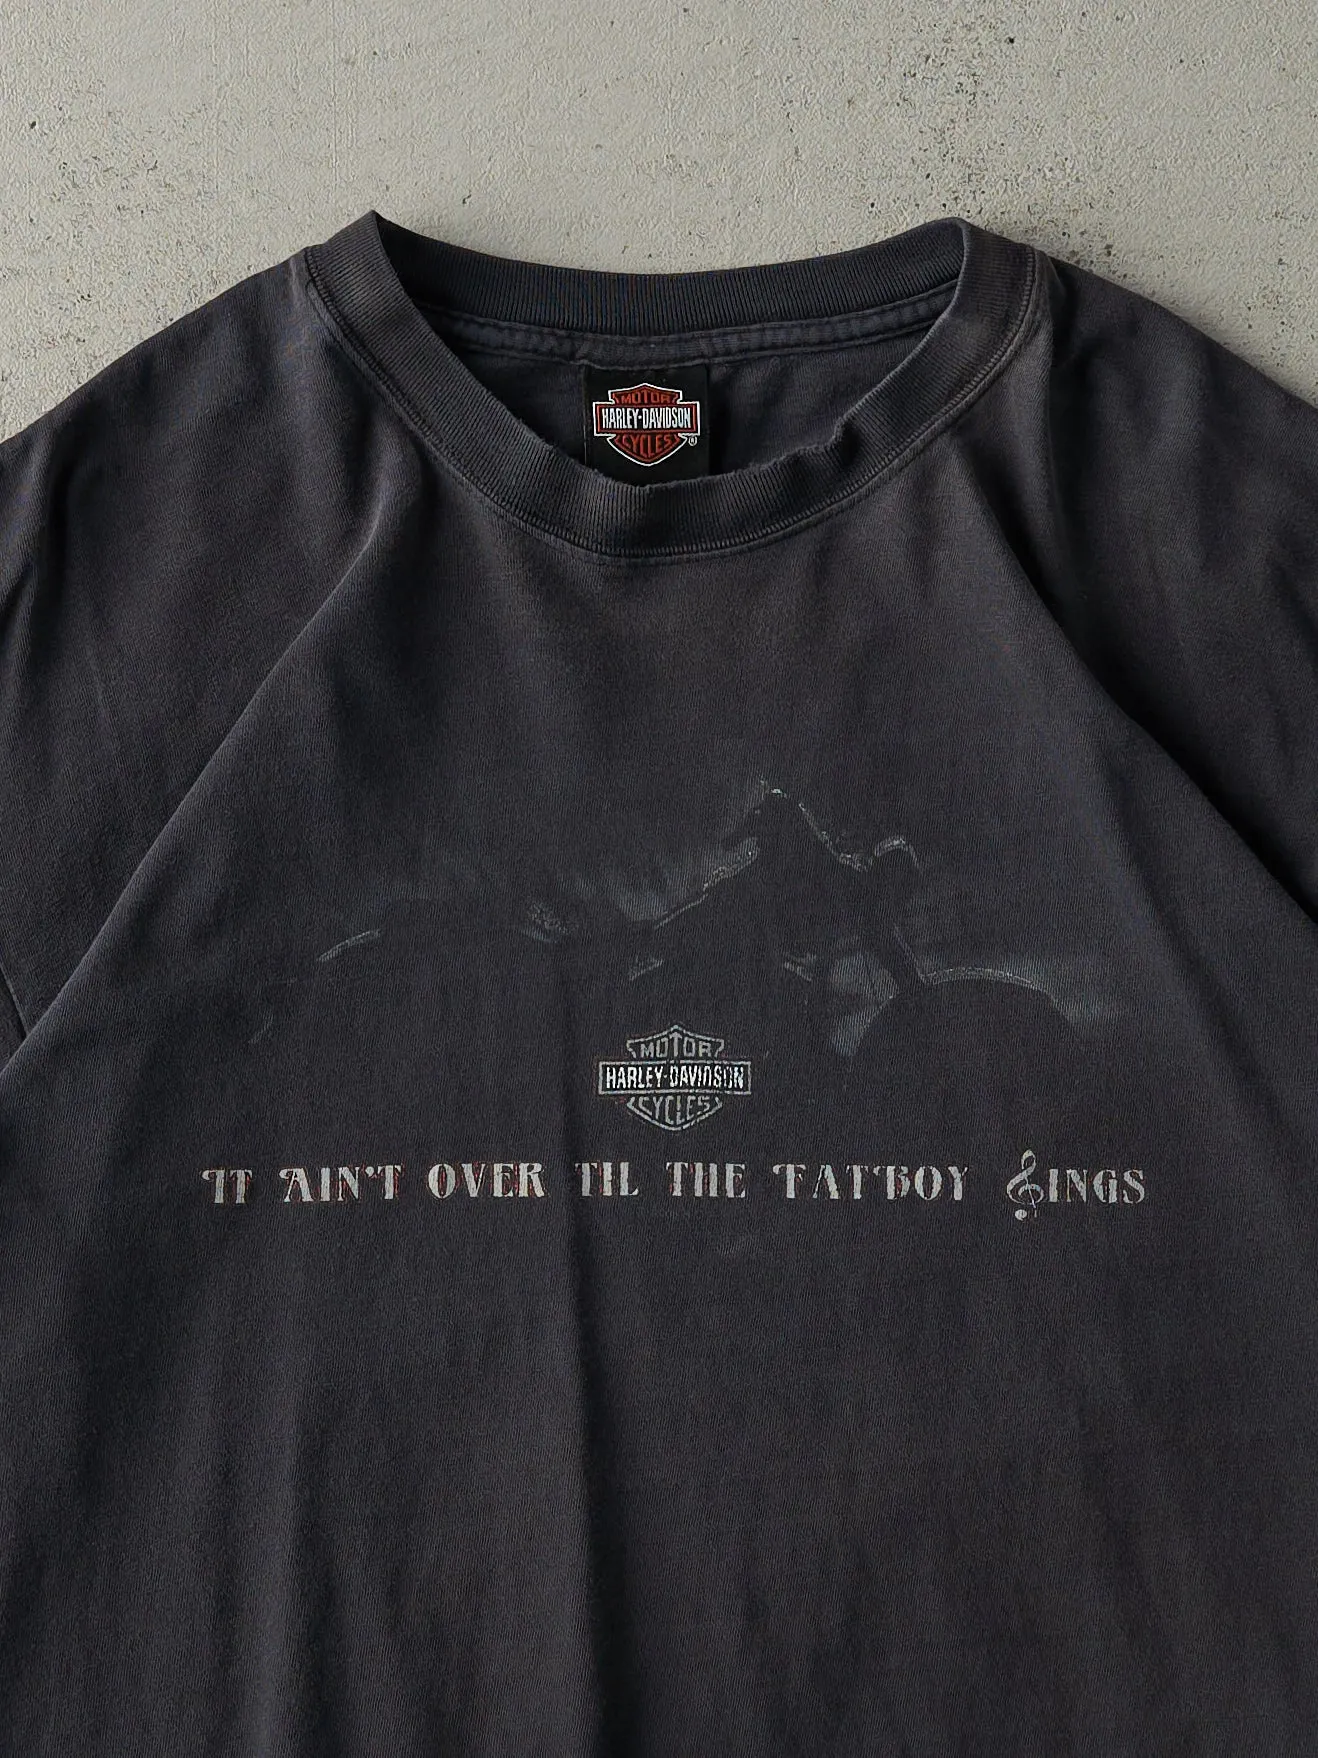 MOTOR
HARLEY-DAVIDSON
CYCLES
®
MOTOR
HARLEY-DAVIDSON
CYCLES
IT AIN'T OVER TIL THE FATBOY SINGS